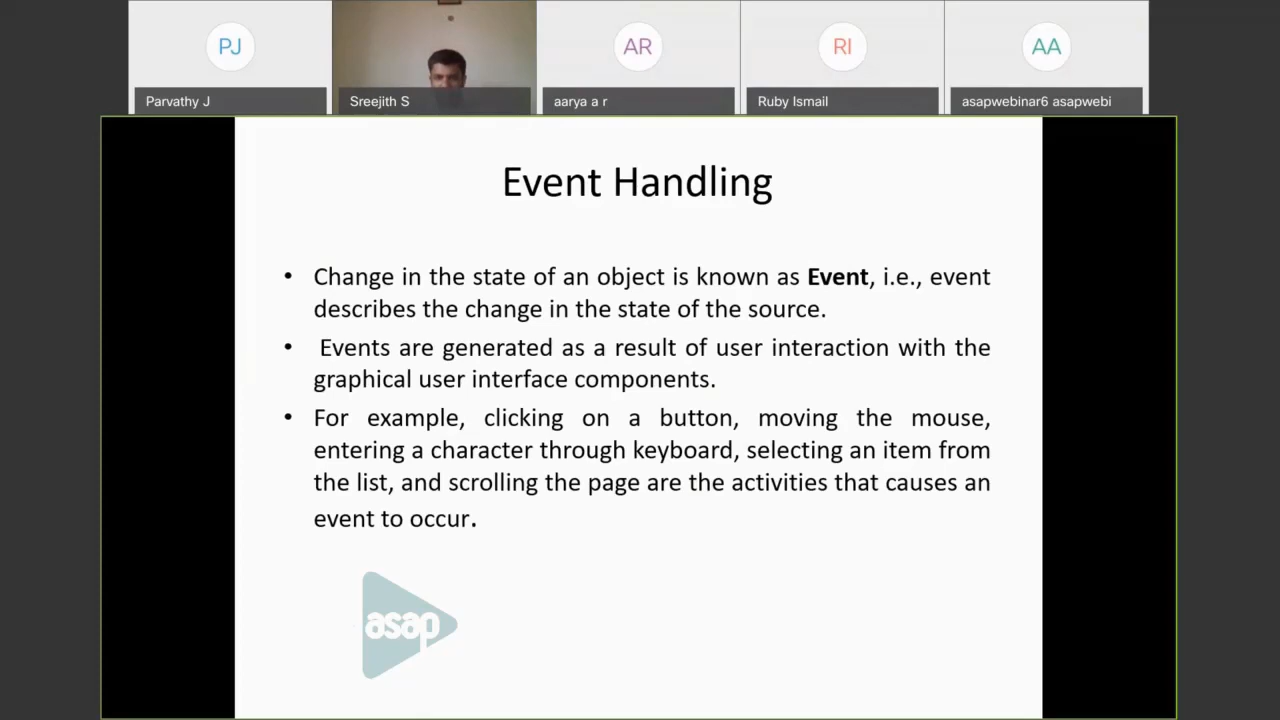 PJ
AR
RI
AA
Parvathy J
Sreejith S
aarya a r
Ruby Ismail
asapwebinar6 asapwebi
Event Handling
• Change in the state of an object is known as Event, i.e., event
describes the change in the state of the source.
• Events are generated as a result of user interaction with the
graphical user interface components.
• For example, clicking on a button, moving the mouse,
entering a character through keyboard, selecting an item from
the list, and scrolling the page are the activities that causes an
event to occur.
asap